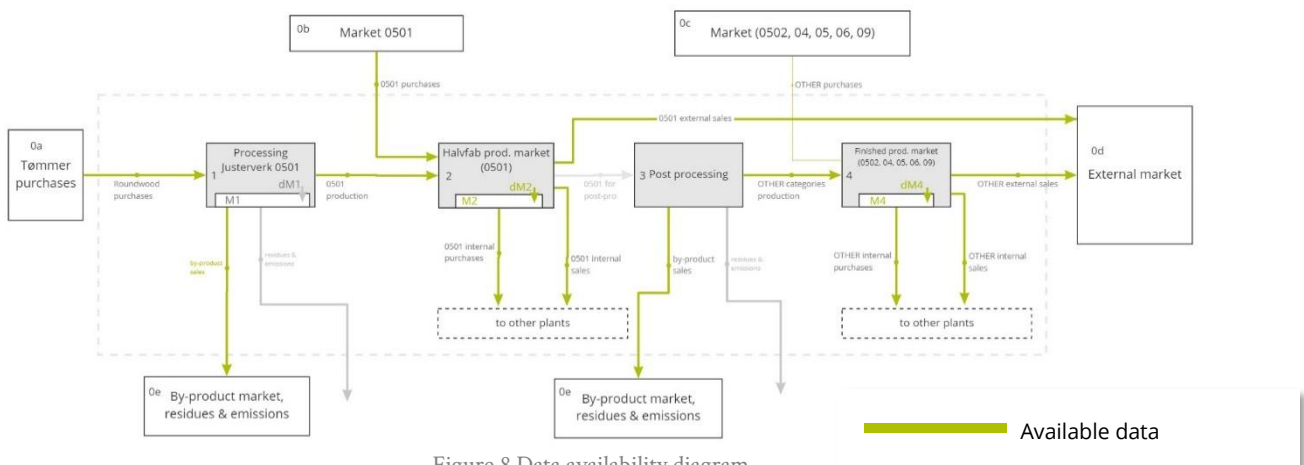 0b
Market 0501
0c
Market (0502, 04, 05, 06, 09)
0501 purchases
OTHER purchases
0a
Tømmer
purchases
Roundwood
purchases
Processing
Justerverk 0501
1
dM1
M1
0501
production
Halvfab prod. market
(0501)
2
dM2
M2
0501 external sales
0501 for
post-pro
3 Post processing
OTHER categories
production
Finished prod. market
(0502, 04, 05, 06, 09)
4
dM4
M4
OTHER external sales
0d
External market
by-product
sales
residues &
emissions
0501 internal
purchases
0501 internal
sales
by-product
sales
residues &
emissions
OTHER internal
purchases
OTHER internal
sales
to other plants
to other plants
0e
By-product market,
residues & emissions
0e
By-product market,
residues & emissions
Available data
Figure 8 Data availability diagram